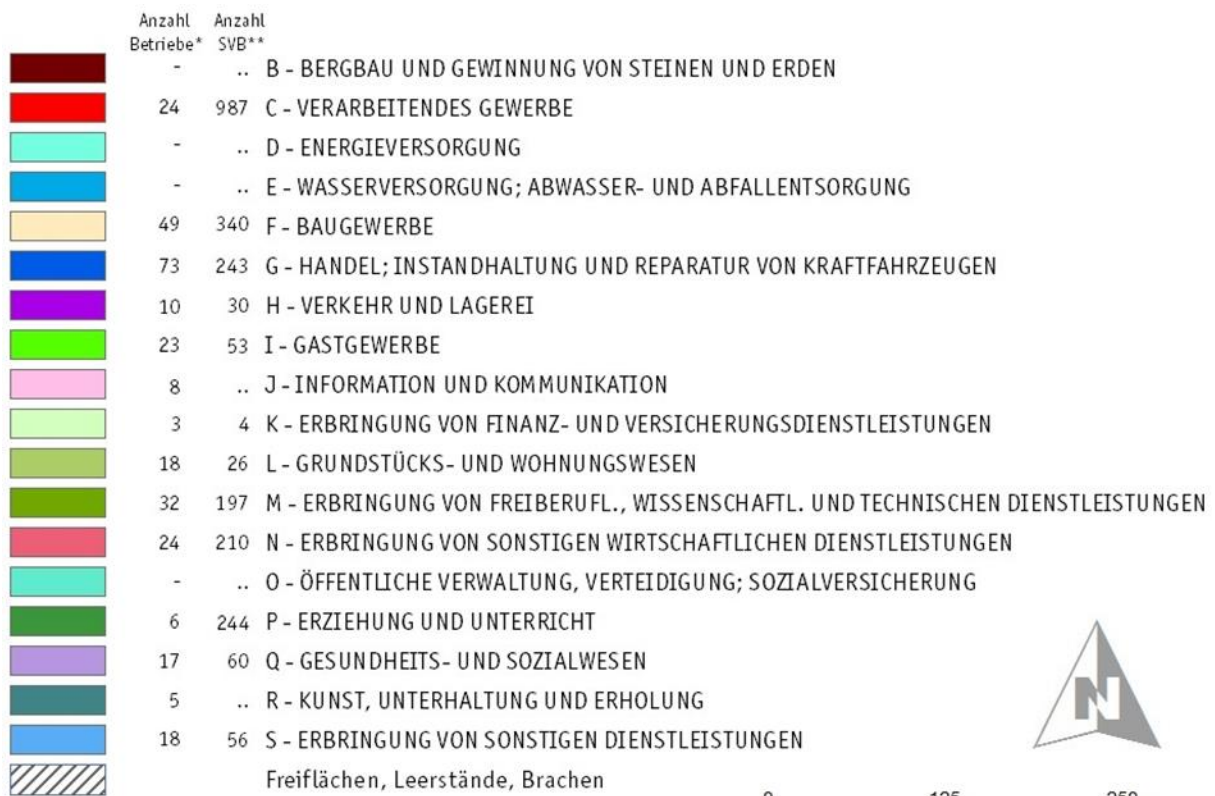 Anzahl Anzahl
Betriebe* SVB**
- .. B - BERGBAU UND GEWINNUNG VON STEINEN UND ERDEN
24 987 C - VERARBEITENDES GEWERBE
- .. D - ENERGIEVERSORGUNG
- .. E - WASSERVERSORGUNG; ABWASSER- UND ABFALLENTSORGUNG
49 340 F - BAUGEWERBE
73 243 G - HANDEL; INSTANDHALTUNG UND REPARATUR VON KRAFTFAHRZEUGEN
10 30 H - VERKEHR UND LAGEREI
23 53 I - GASTGEWERBE
8 .. J - INFORMATION UND KOMMUNIKATION
3 4 K - ERBRINGUNG VON FINANZ- UND VERSICHERUNGSDIENSTLEISTUNGEN
18 26 L - GRUNDSTÜCKS- UND WOHNUNGSWESEN
32 197 M - ERBRINGUNG VON FREIBERUFL., WISSENSCHAFTL. UND TECHNISCHEN DIENSTLEISTUNGEN
24 210 N - ERBRINGUNG VON SONSTIGEN WIRTSCHAFTLICHEN DIENSTLEISTUNGEN
- .. O - ÖFFENTLICHE VERWALTUNG, VERTEIDIGUNG; SOZIALVERSICHERUNG
6 244 P - ERZIEHUNG UND UNTERRICHT
17 60 Q - GESUNDHEITS- UND SOZIALWESEN
5 .. R - KUNST, UNTERHALTUNG UND ERHOLUNG
N
18 56 S - ERBRINGUNG VON SONSTIGEN DIENSTLEISTUNGEN
Freiflächen, Leerstände, Brachen